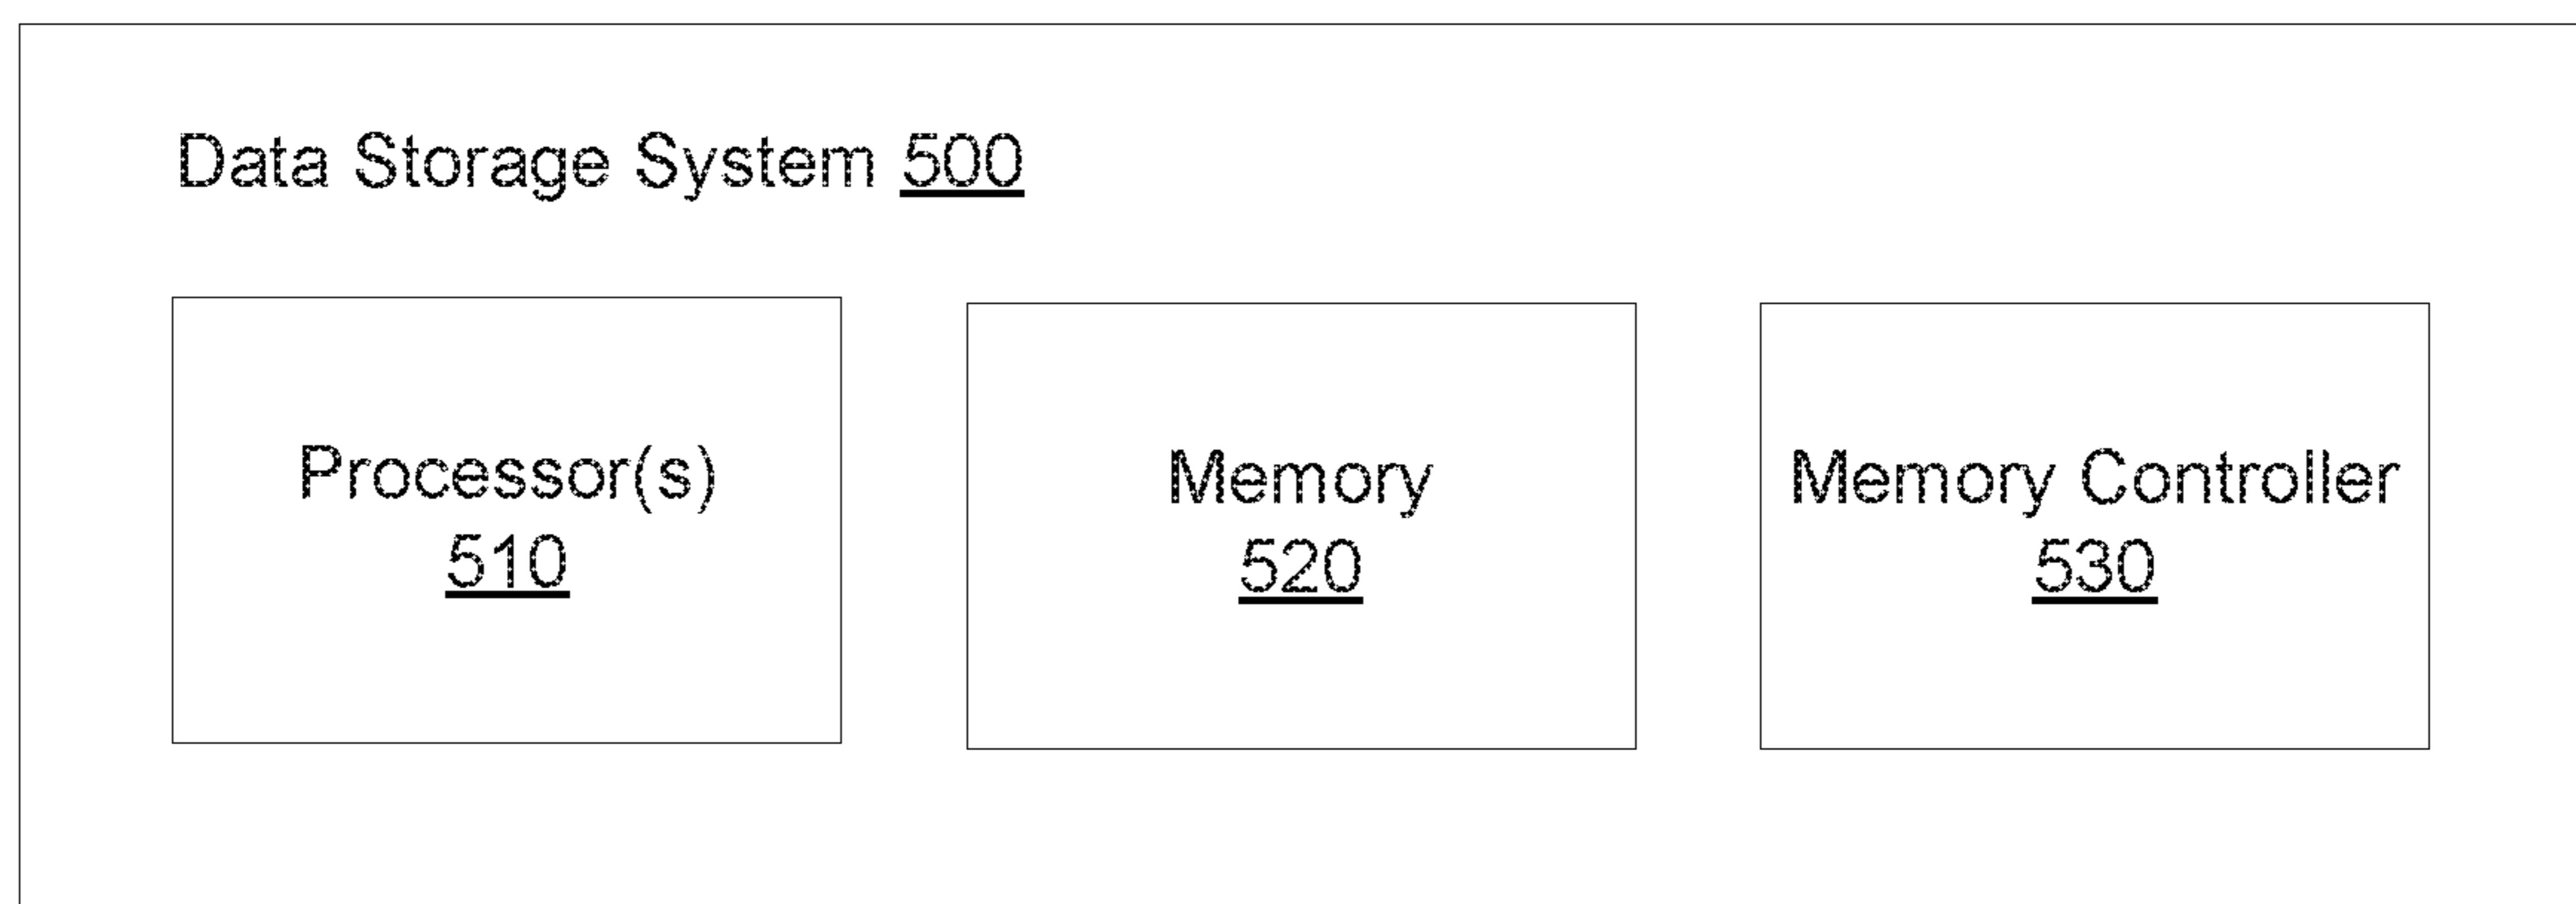 Data Storage System 500
Processor(s)
510
Memory
520
Memory Controller
530